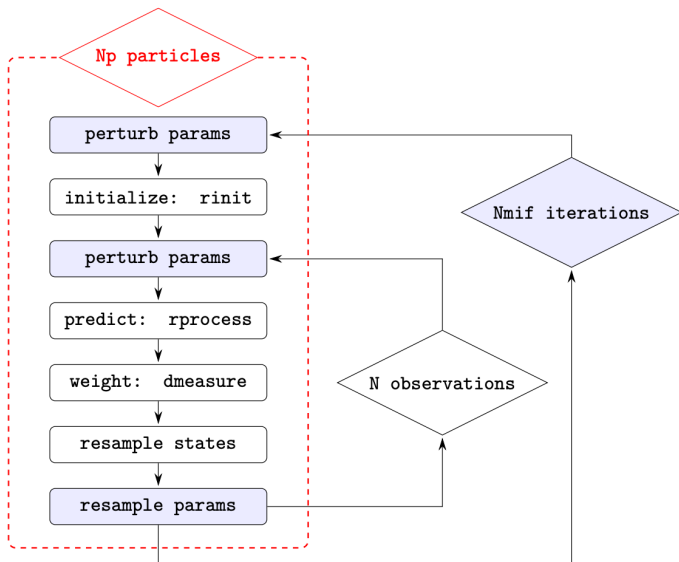 Np particles
perturb params
initialize: rinit
perturb params
predict: rprocess
weight: dmeasure
resample states
resample params
N observations
Nmif iterations